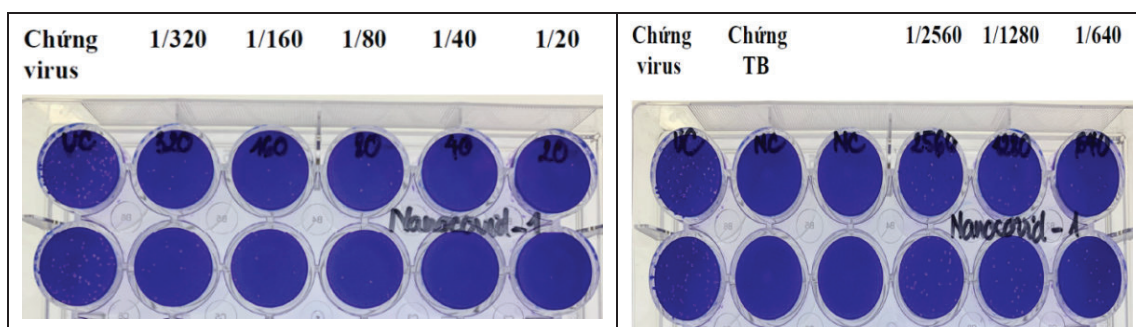 Chứng virus 1/320 1/160 1/80 1/40 1/20
VC 320 160 80 40 20
Nanocovid-1
Chứng virus Chứng TB 1/2560 1/1280 1/640
VC NC NC 2560 1280 640
Nanocovid-1